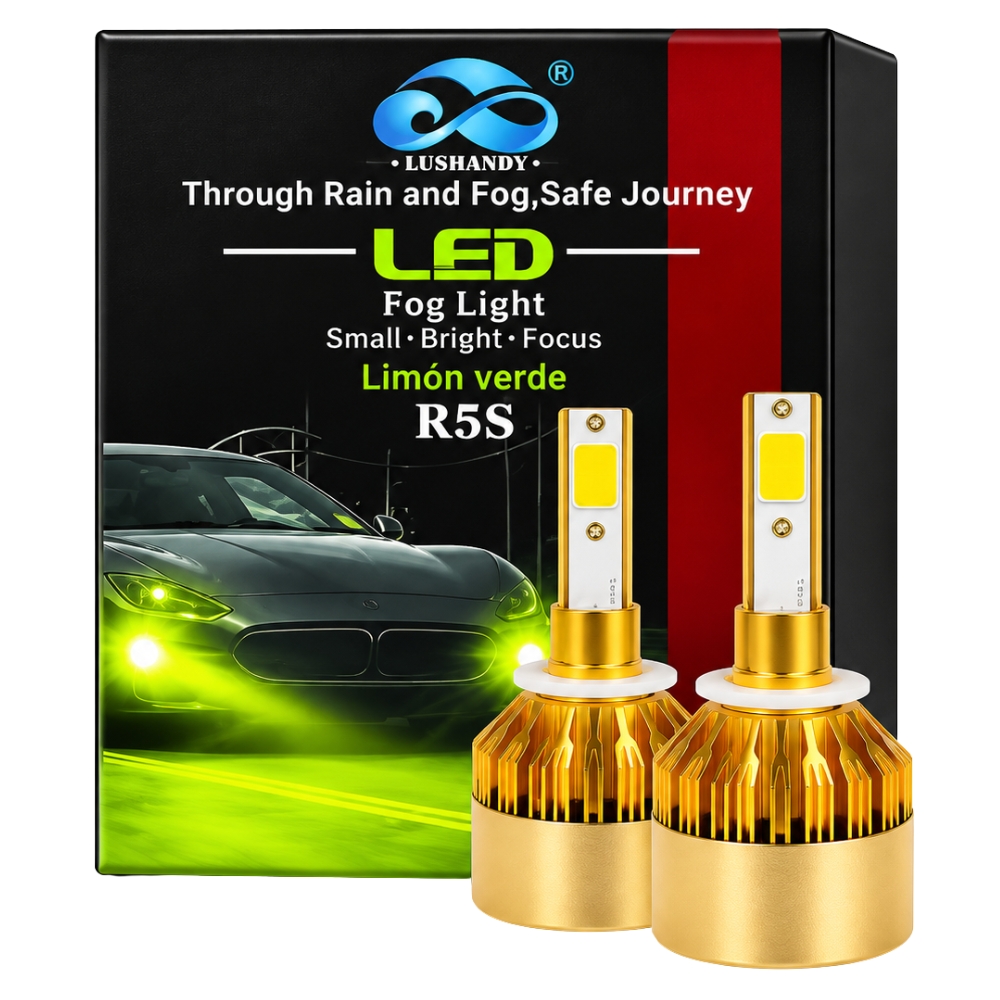 ®
• LUSHANDY •
Through Rain and Fog,Safe Journey
LED
Fog Light
Small · Bright · Focus
Limón verde
R5S